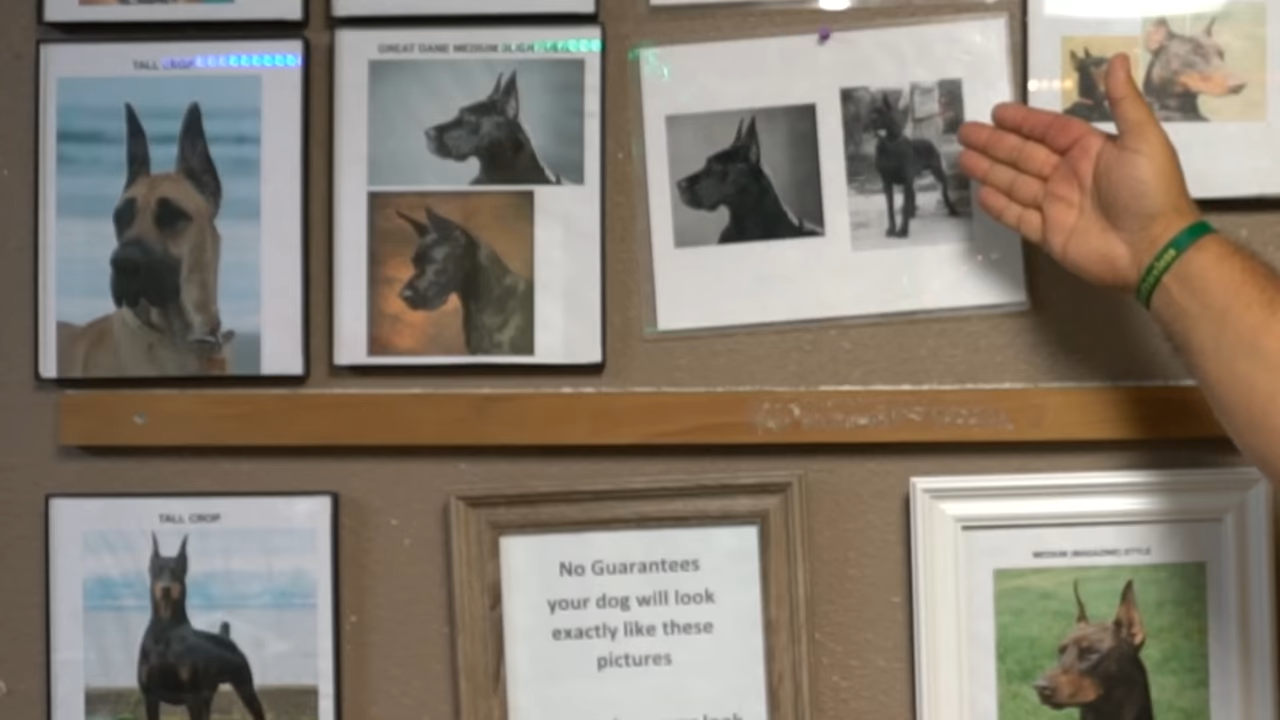 TALL CROP
GREAT DANE MEDIUM
TALL CROP
No Guarantees
your dog will look
exactly like these
pictures
look
MEDIUM (MAGAZINE) STYLE